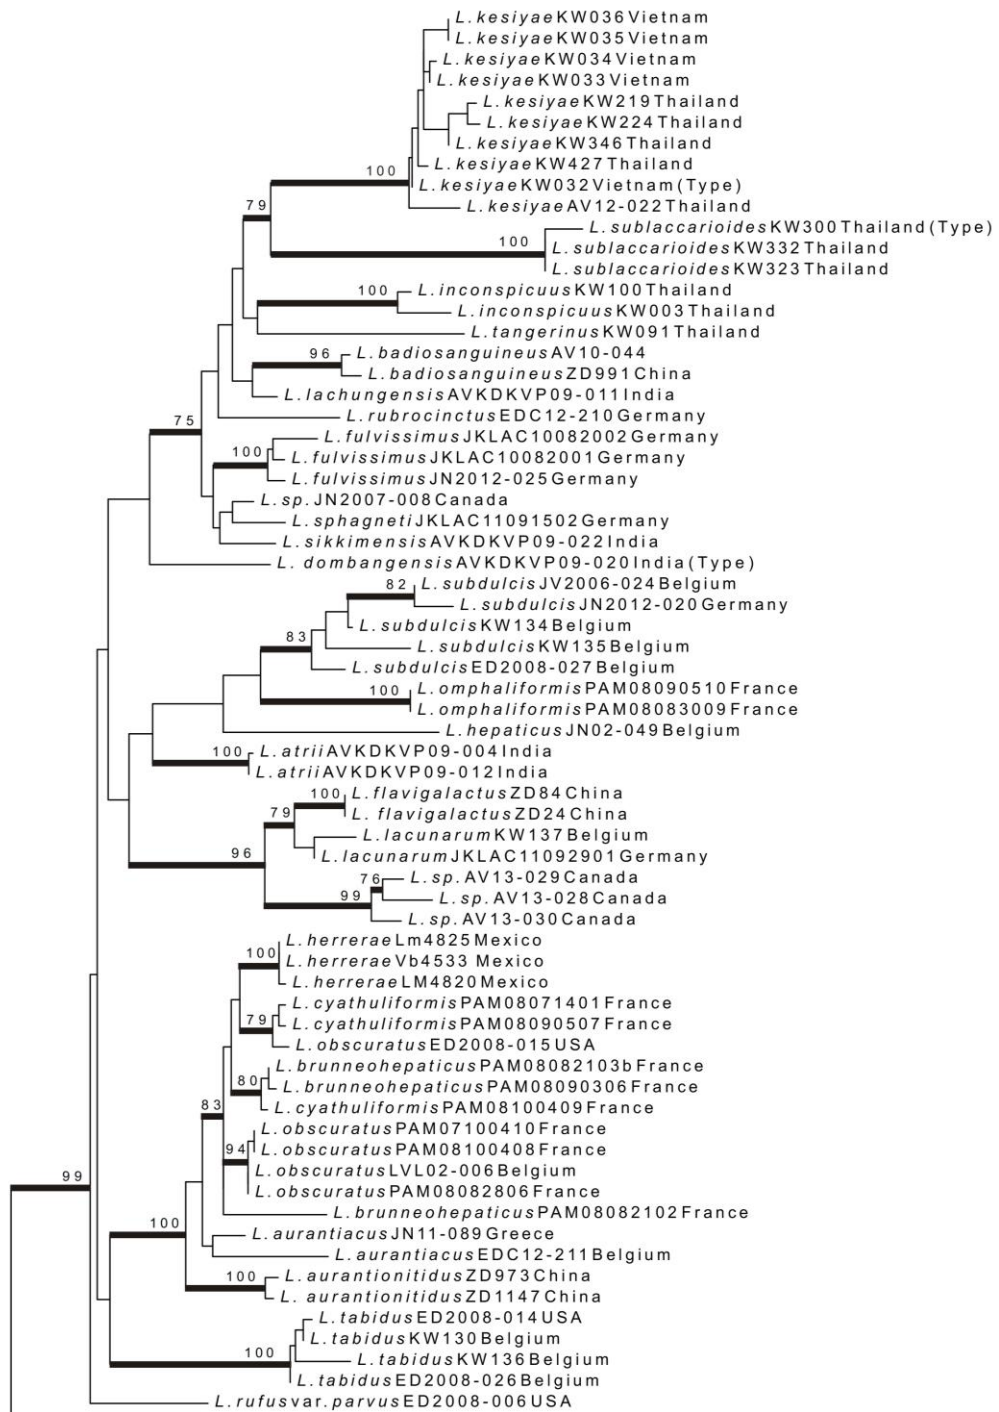 L. kesiyae KW036 Vietnam
L. kesiyae KW035 Vietnam
L. kesiyae KW034 Vietnam
L. kesiyae KW033 Vietnam
L. kesiyae KW219 Thailand
L. kesiyae KW224 Thailand
L. kesiyae KW346 Thailand
L. kesiyae KW427 Thailand
100
L. kesiyae KW032 Vietnam (Type)
L. kesiyae AV12-022 Thailand
79
L. sublaccarioides KW300 Thailand (Type)
100
L. sublaccarioides KW332 Thailand
L. sublaccarioides KW323 Thailand
100
L. inconspicuus KW100 Thailand
L. inconspicuus KW003 Thailand
L. tangerinus KW091 Thailand
96
L. badiosanguineus AV10-044
L. badiosanguineus ZD991 China
L. lachungensis AVKDKVP09-011 India
L. rubrocinctus EDC12-210 Germany
75
L. fulvissimus JKLAC10082002 Germany
100
L. fulvissimus JKLAC10082001 Germany
L. fulvissimus JN2012-025 Germany
L. sp. JN2007-008 Canada
L. sphagneti JKLAC11091502 Germany
L. sikkimensis AVKDKVP09-022 India
L. dombangensis AVKDKVP09-020 India (Type)
82
L. subdulcis JV2006-024 Belgium
L. subdulcis JN2012-020 Germany
L. subdulcis KW134 Belgium
83
L. subdulcis KW135 Belgium
L. subdulcis ED2008-027 Belgium
100
L. omphaliformis PAM08090510 France
L. omphaliformis PAM08083009 France
L. hepaticus JN02-049 Belgium
100
L. atrii AVKDKVP09-004 India
L. atrii AVKDKVP09-012 India
100
L. flavigalactus ZD84 China
79
L. flavigalactus ZD24 China
L. lacunarum KW137 Belgium
96
L. lacunarum JKLAC11092901 Germany
76
L. sp. AV13-029 Canada
99
L. sp. AV13-028 Canada
L. sp. AV13-030 Canada
L. herrerae Lm4825 Mexico
100
L. herrerae Vb4533 Mexico
L. herrerae LM4820 Mexico
L. cyathuliformis PAM08071401 France
79
L. cyathuliformis PAM08090507 France
L. obscuratus ED2008-015 USA
L. brunneohepaticus PAM08082103b France
80
L. brunneohepaticus PAM08090306 France
L. cyathuliformis PAM08100409 France
83
L. obscuratus PAM07100410 France
94
L. obscuratus PAM08100408 France
L. obscuratus LVL02-006 Belgium
99
L. obscuratus PAM08082806 France
L. brunneohepaticus PAM08082102 France
100
L. aurantiacus JN11-089 Greece
L. aurantiacus EDC12-211 Belgium
100
L. aurantionitidus ZD973 China
L. aurantionitidus ZD1147 China
L. tabidus ED2008-014 USA
L. tabidus KW130 Belgium
100
L. tabidus KW136 Belgium
L. tabidus ED2008-026 Belgium
L. rufus var. parvus ED2008-006 USA